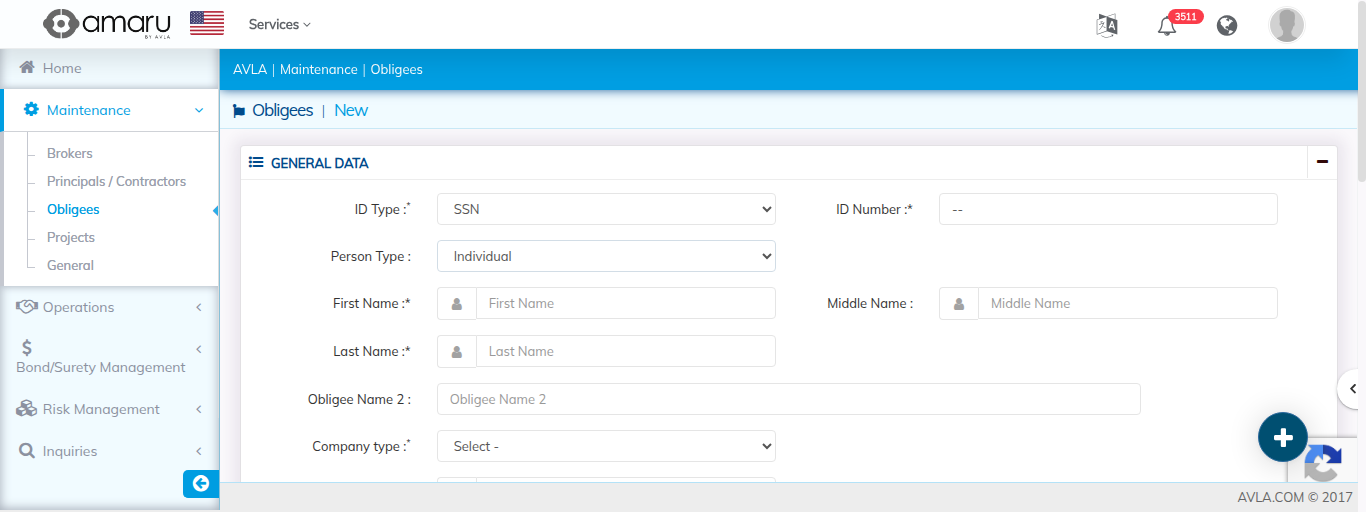 amaru
BY AVLA
Services
3511
Home
AVLA | Maintenance | Obligees
Maintenance
Obligees | New
Brokers
Principals / Contractors
Obligees
Projects
General
Operations
$
Bond/Surety Management
Risk Management
Inquiries
GENERAL DATA
ID Type :* SSN ID Number :* --
Person Type : Individual
First Name :* First Name Middle Name : Middle Name
Last Name :* Last Name
Obligee Name 2 : Obligee Name 2
Company type :* Select -
AVLA.COM © 2017